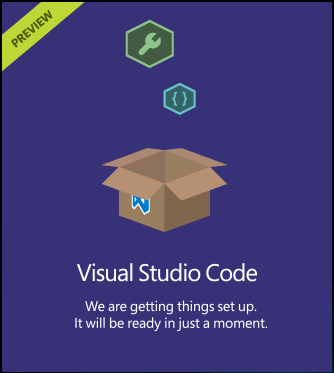 PREVIEW
{ }
Visual Studio Code
We are getting things set up.
It will be ready in just a moment.